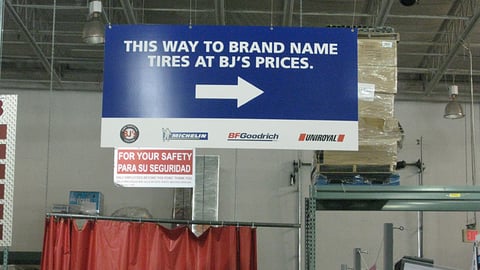 THIS WAY TO BRAND NAME
TIRES AT BJ'S PRICES.
MICHELIN
BFGoodrich
UNIROYAL
FOR YOUR SAFETY
PARA SU SEGURIDAD